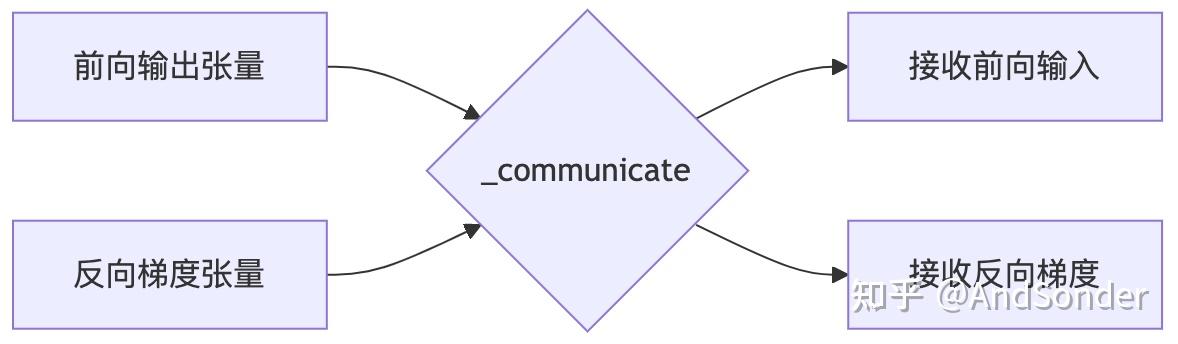 前向输出张量
接收前向输入
_communicate
反向梯度张量
接收反向梯度
知乎 @AndSonder